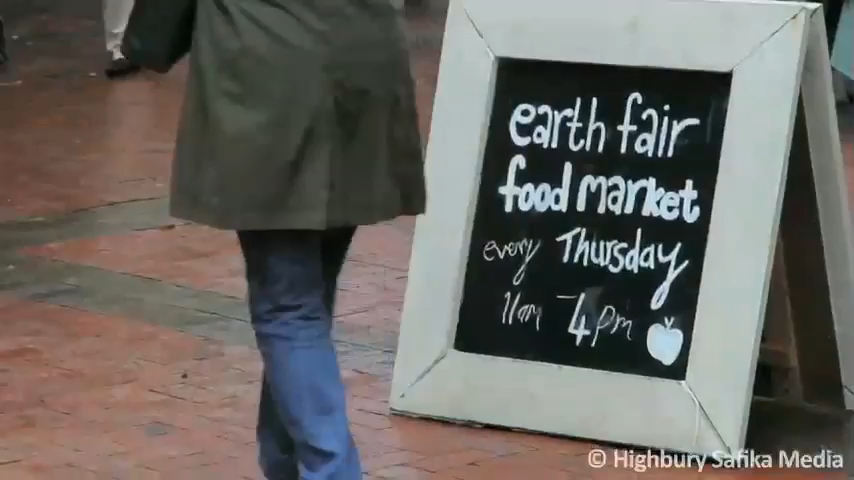 earth fair
food market
every Thursday
11am - 4pm
© Highbury Safika Media